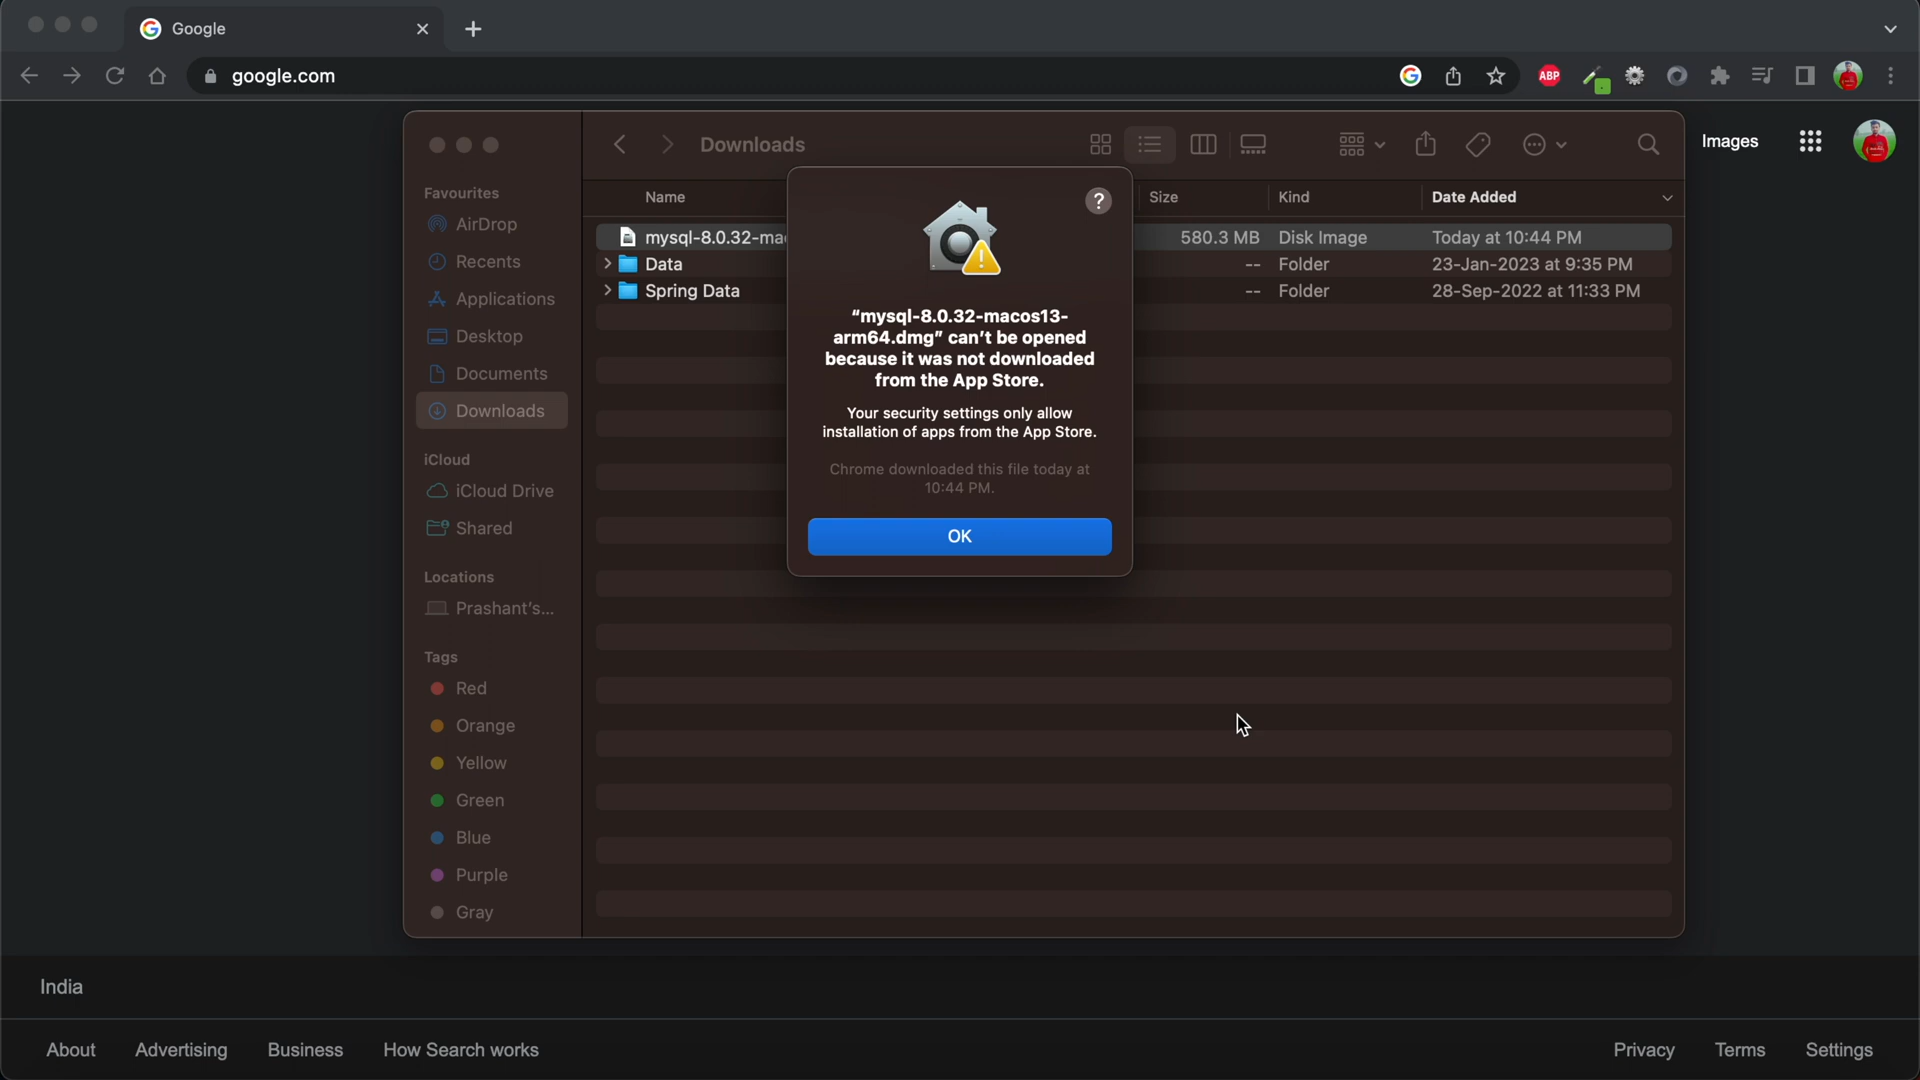 Google
google.com
ABP
Images
Downloads
Favourites
AirDrop
Recents
Applications
Desktop
Documents
Downloads
iCloud
iCloud Drive
Shared
Locations
Prashant's...
Tags
Red
Orange
Yellow
Green
Blue
Purple
Gray
Name Size Kind Date Added
mysql-8.0.32-ma 580.3 MB Disk Image Today at 10:44 PM
Data -- Folder 23-Jan-2023 at 9:35 PM
Spring Data -- Folder 28-Sep-2022 at 11:33 PM
?
“mysql-8.0.32-macos13-
arm64.dmg” can't be opened
because it was not downloaded
from the App Store.
Your security settings only allow
installation of apps from the App Store.
Chrome downloaded this file today at
10:44 PM.
OK
India
About Advertising Business How Search works Privacy Terms Settings